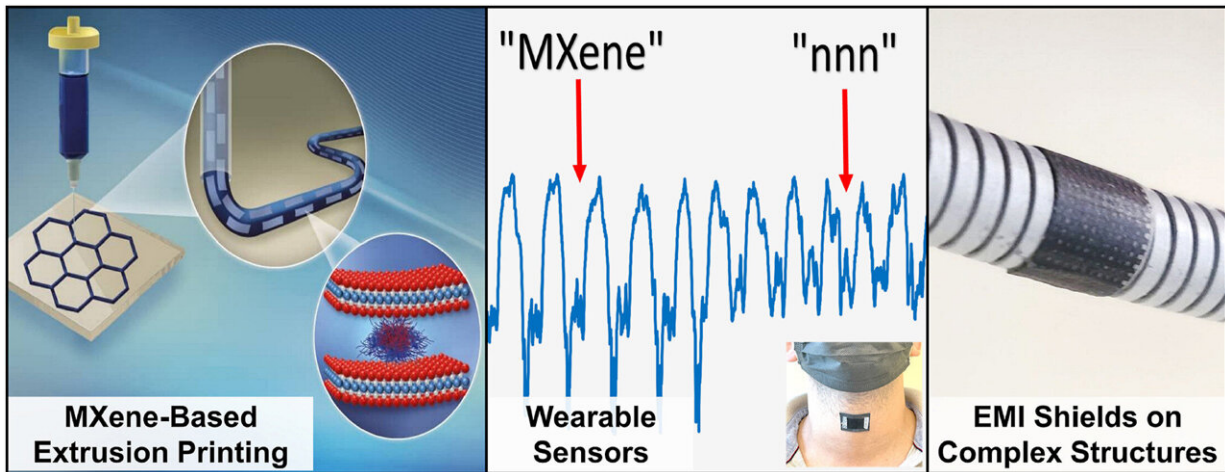 "MXene"
"nnn"
MXene-Based
Extrusion Printing
Wearable
Sensors
EMI Shields on
Complex Structures